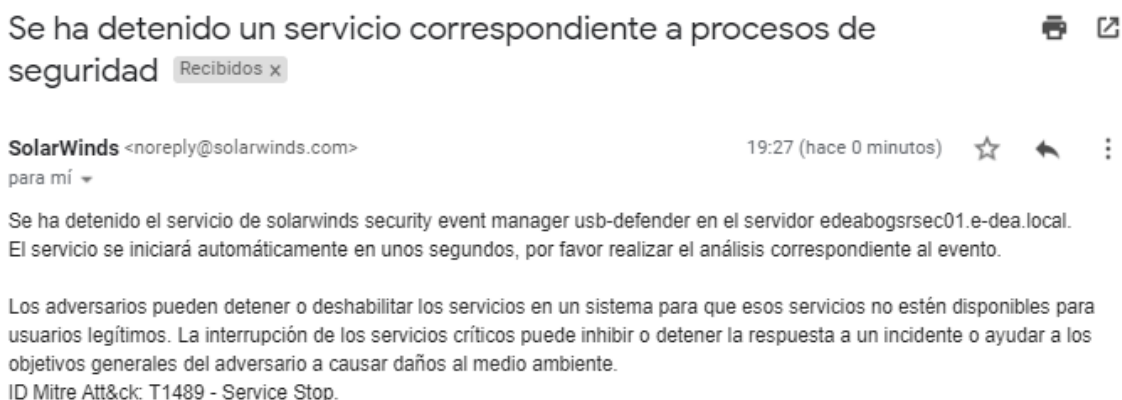 Se ha detenido un servicio correspondiente a procesos de
seguridad Recibidos x
SolarWinds <noreply@solarwinds.com> 19:27 (hace 0 minutos)
para mí
Se ha detenido el servicio de solarwinds security event manager usb-defender en el servidor edeabogsrsec01.e-dea.local.
El servicio se iniciará automáticamente en unos segundos, por favor realizar el análisis correspondiente al evento.
Los adversarios pueden detener o deshabilitar los servicios en un sistema para que esos servicios no estén disponibles para
usuarios legítimos. La interrupción de los servicios críticos puede inhibir o detener la respuesta a un incidente o ayudar a los
objetivos generales del adversario a causar daños al medio ambiente.
ID Mitre Att&ck: T1489 - Service Stop.